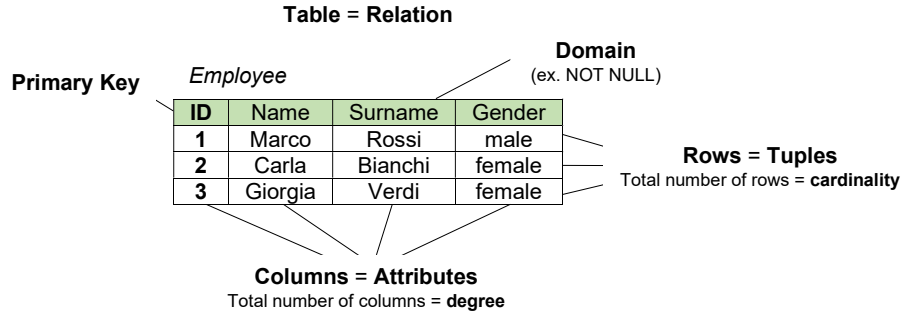 Table = Relation
Domain
(ex. NOT NULL)
Primary Key
Employee
ID Name Surname Gender
1 Marco Rossi male
2 Carla Bianchi female
3 Giorgia Verdi female
Rows = Tuples
Total number of rows = cardinality
Columns = Attributes
Total number of columns = degree